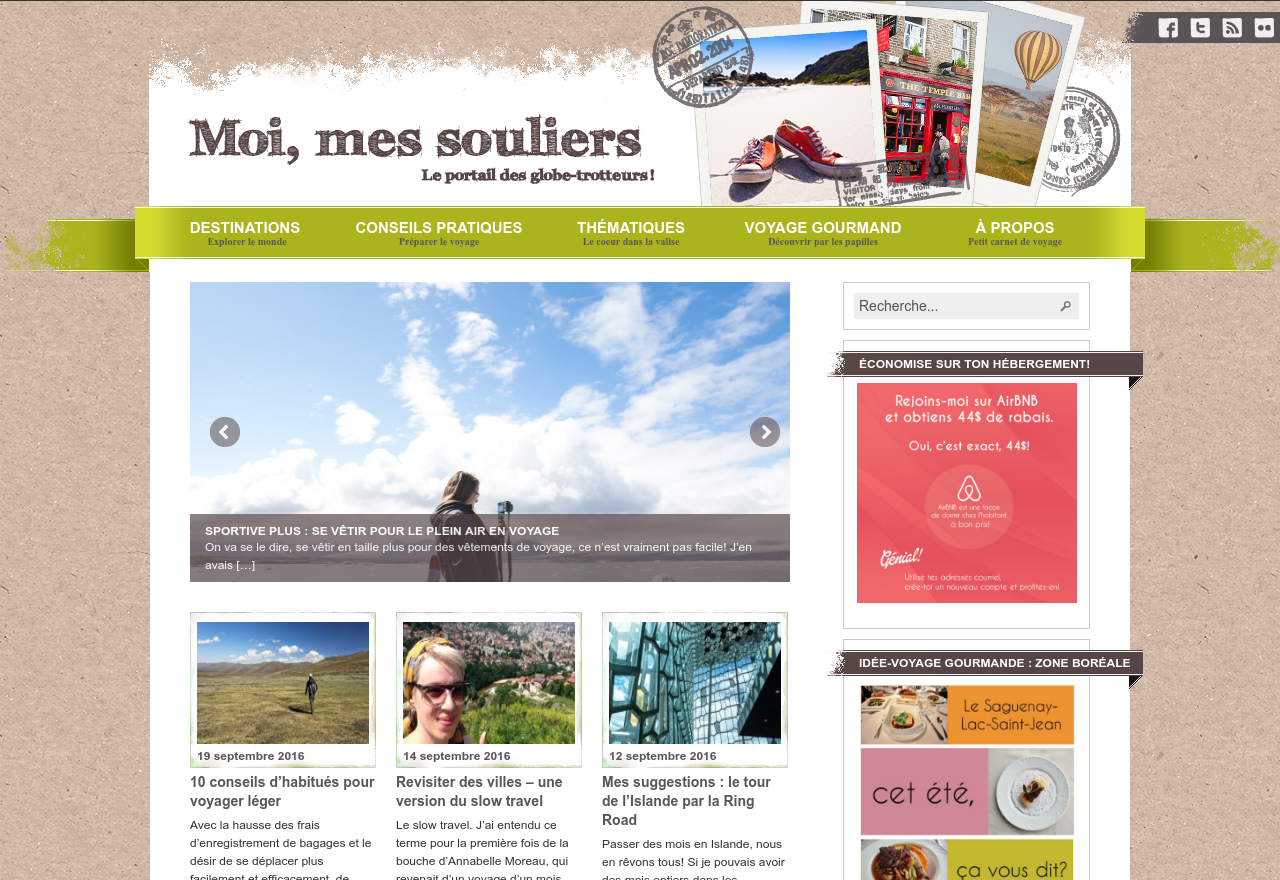 APR 02. 2004
THE TEMPLE BAR
VISITOR - Permitted
Moi, mes souliers
Le portail des globe-trotteurs!
DESTINATIONS
Explorer le monde
CONSEILS PRATIQUES
Préparer le voyage
THÉMATIQUES
Le coeur dans la valise
VOYAGE GOURMAND
Découvrir par les papilles
À PROPOS
Petit carnet de voyage
SPORTIVE PLUS : SE VÊTIR POUR LE PLEIN AIR EN VOYAGE
On va se le dire, se vêtir en taille plus pour des vêtements de voyage, ce n’est vraiment pas facile! J’en
avais […]
19 septembre 2016
10 conseils d’habitués pour
voyager léger
Avec la hausse des frais
d’enregistrement de bagages et le
désir de se déplacer plus
facilement et efficacement, de
14 septembre 2016
Revisiter des villes – une
version du slow travel
Le slow travel. J’ai entendu ce
terme pour la première fois de la
bouche d’Annabelle Moreau, qui
revenait d’un voyage d’un mois
12 septembre 2016
Mes suggestions : le tour
de l’Islande par la Ring
Road
Passer des mois en Islande, nous
en rêvons tous! Si je pouvais avoir
des mois entiers dans les
Recherche...
ÉCONOMISE SUR TON HÉBERGEMENT!
Rejoins-moi sur AirBNB
et obtiens 44$ de rabais.
Oui, c'est exact, 44$!
AirBNB est une façon
de dormir chez l'habitant
à bon prix!
Génial!
Utilise tes adresses courriel,
crée-toi un nouveau compte et profites-en!
IDÉE-VOYAGE GOURMANDE : ZONE BORÉALE
Le Saguenay-
Lac-Saint-Jean
cet été,
ça vous dit?